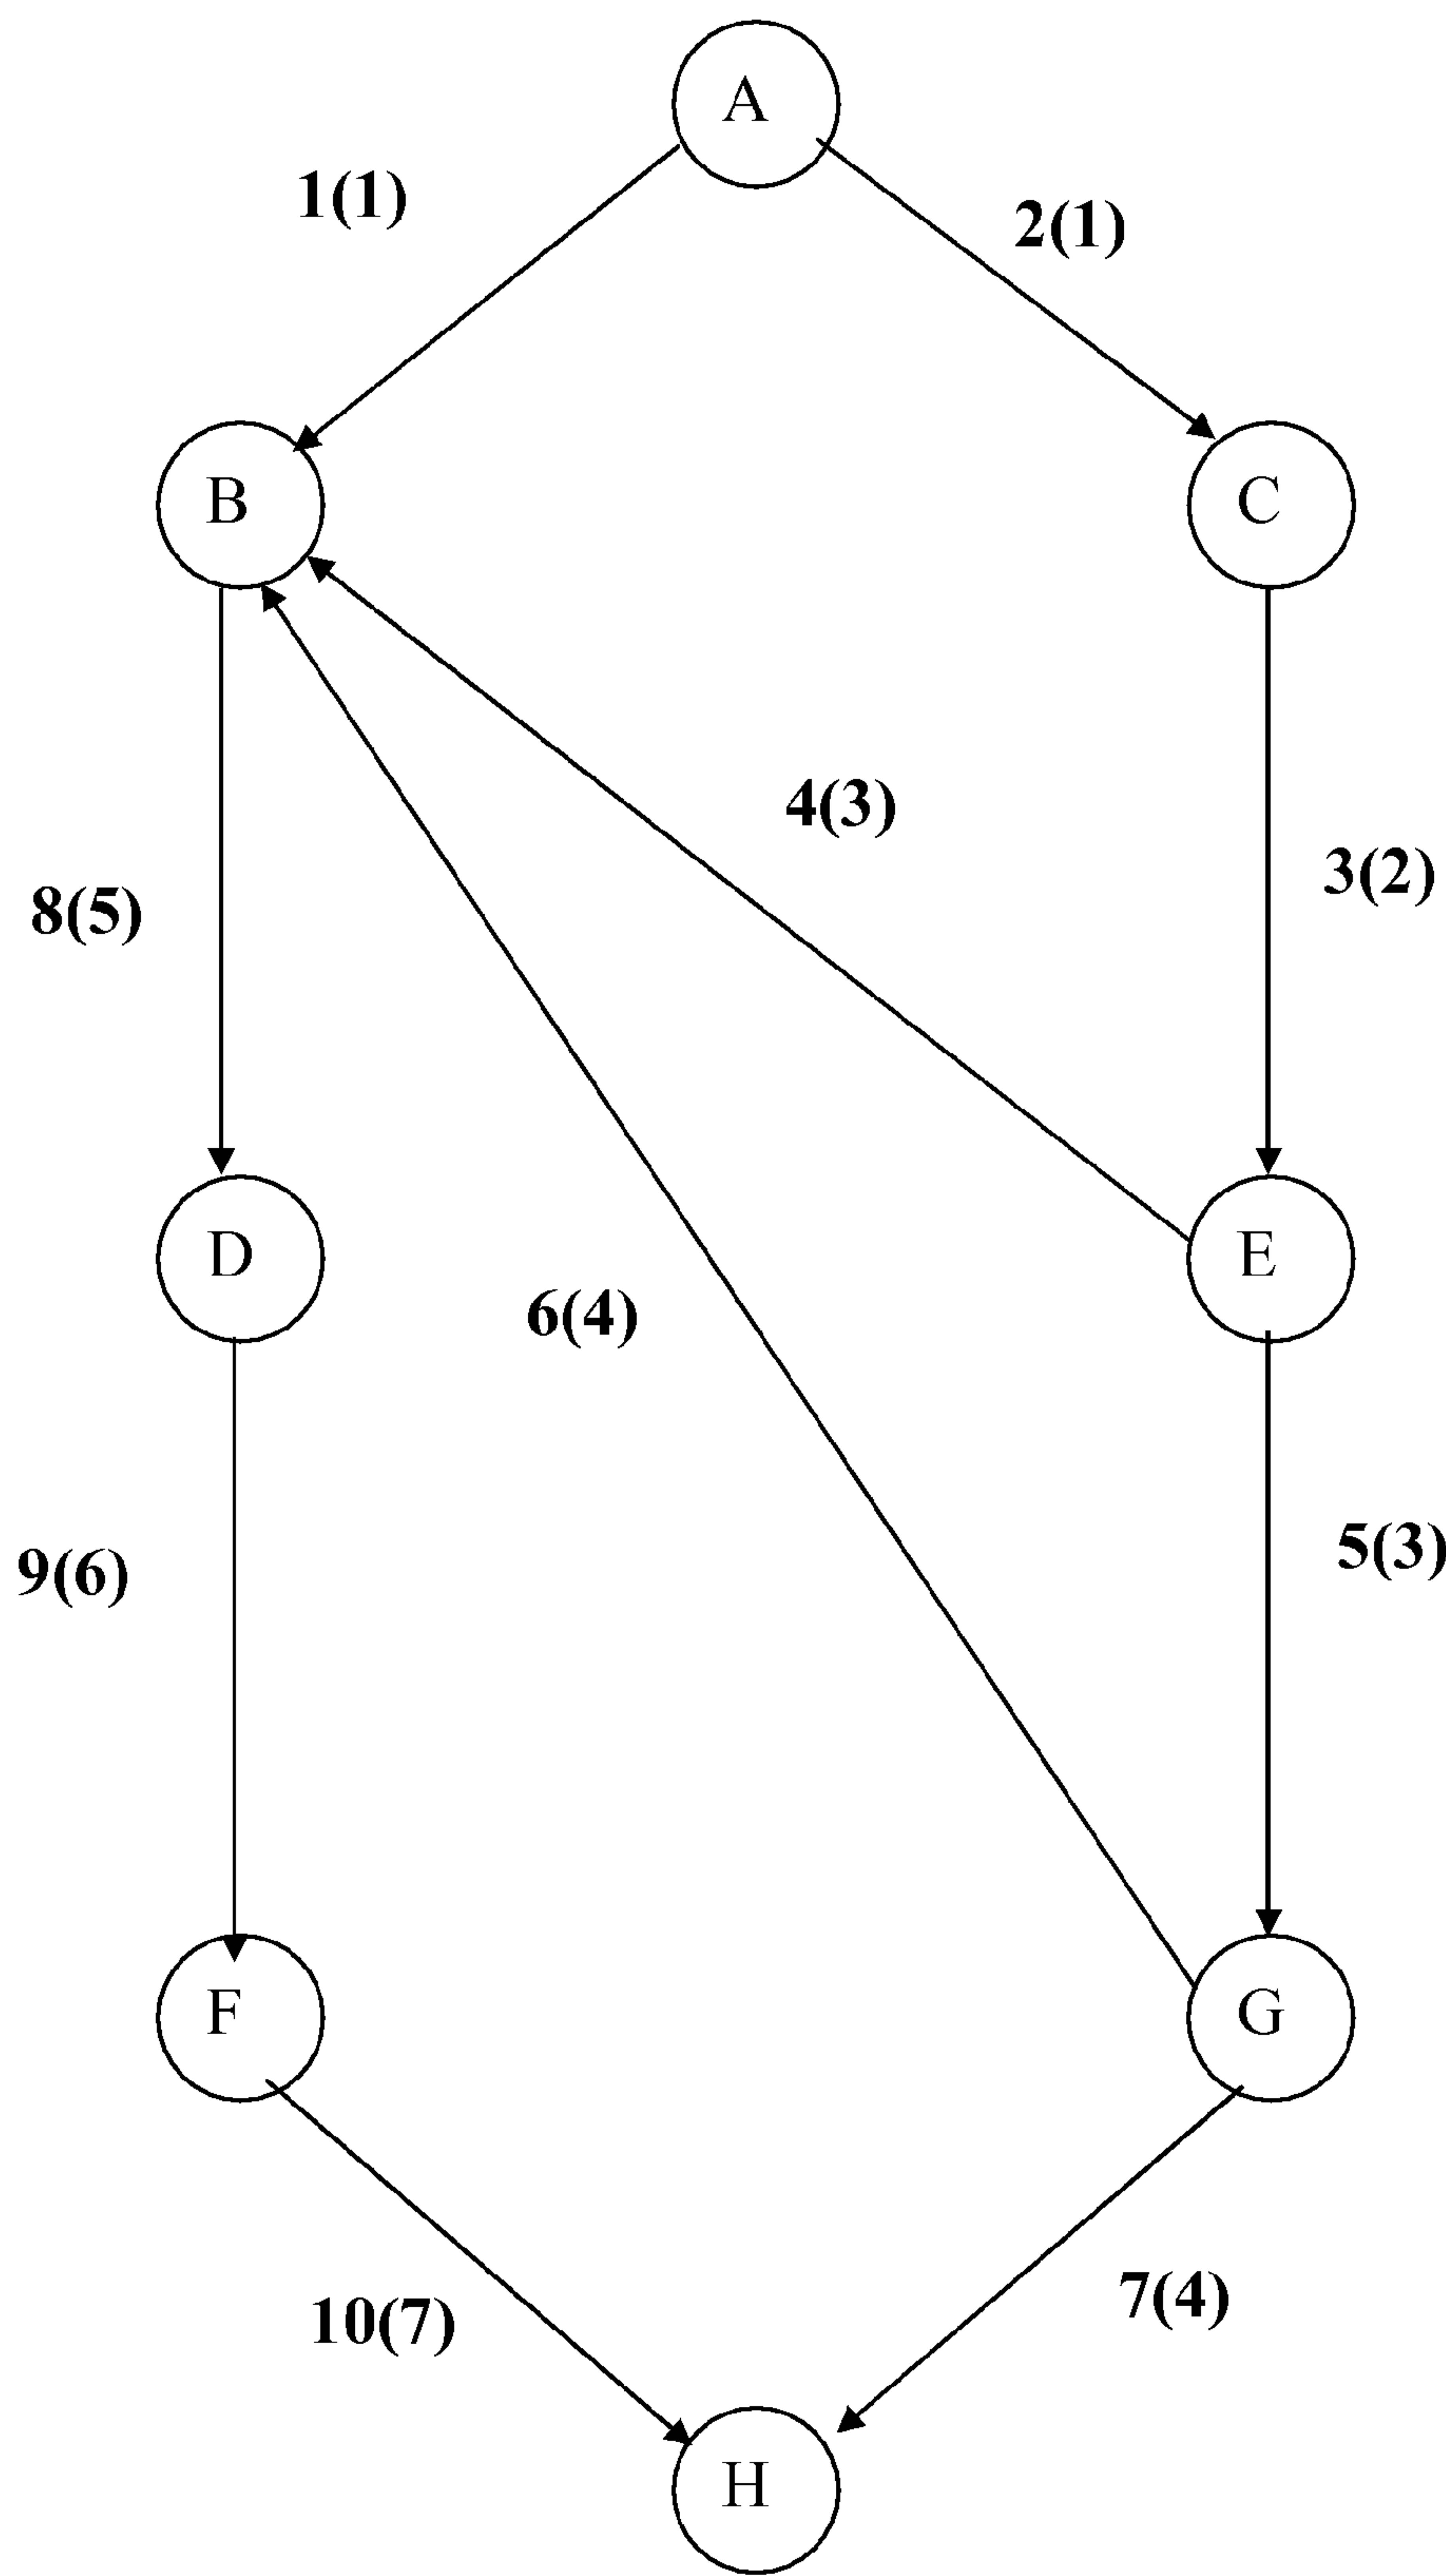 A
1(1)
2(1)
B
C
4(3)
3(2)
8(5)
D
E
6(4)
5(3)
9(6)
F
G
7(4)
10(7)
H